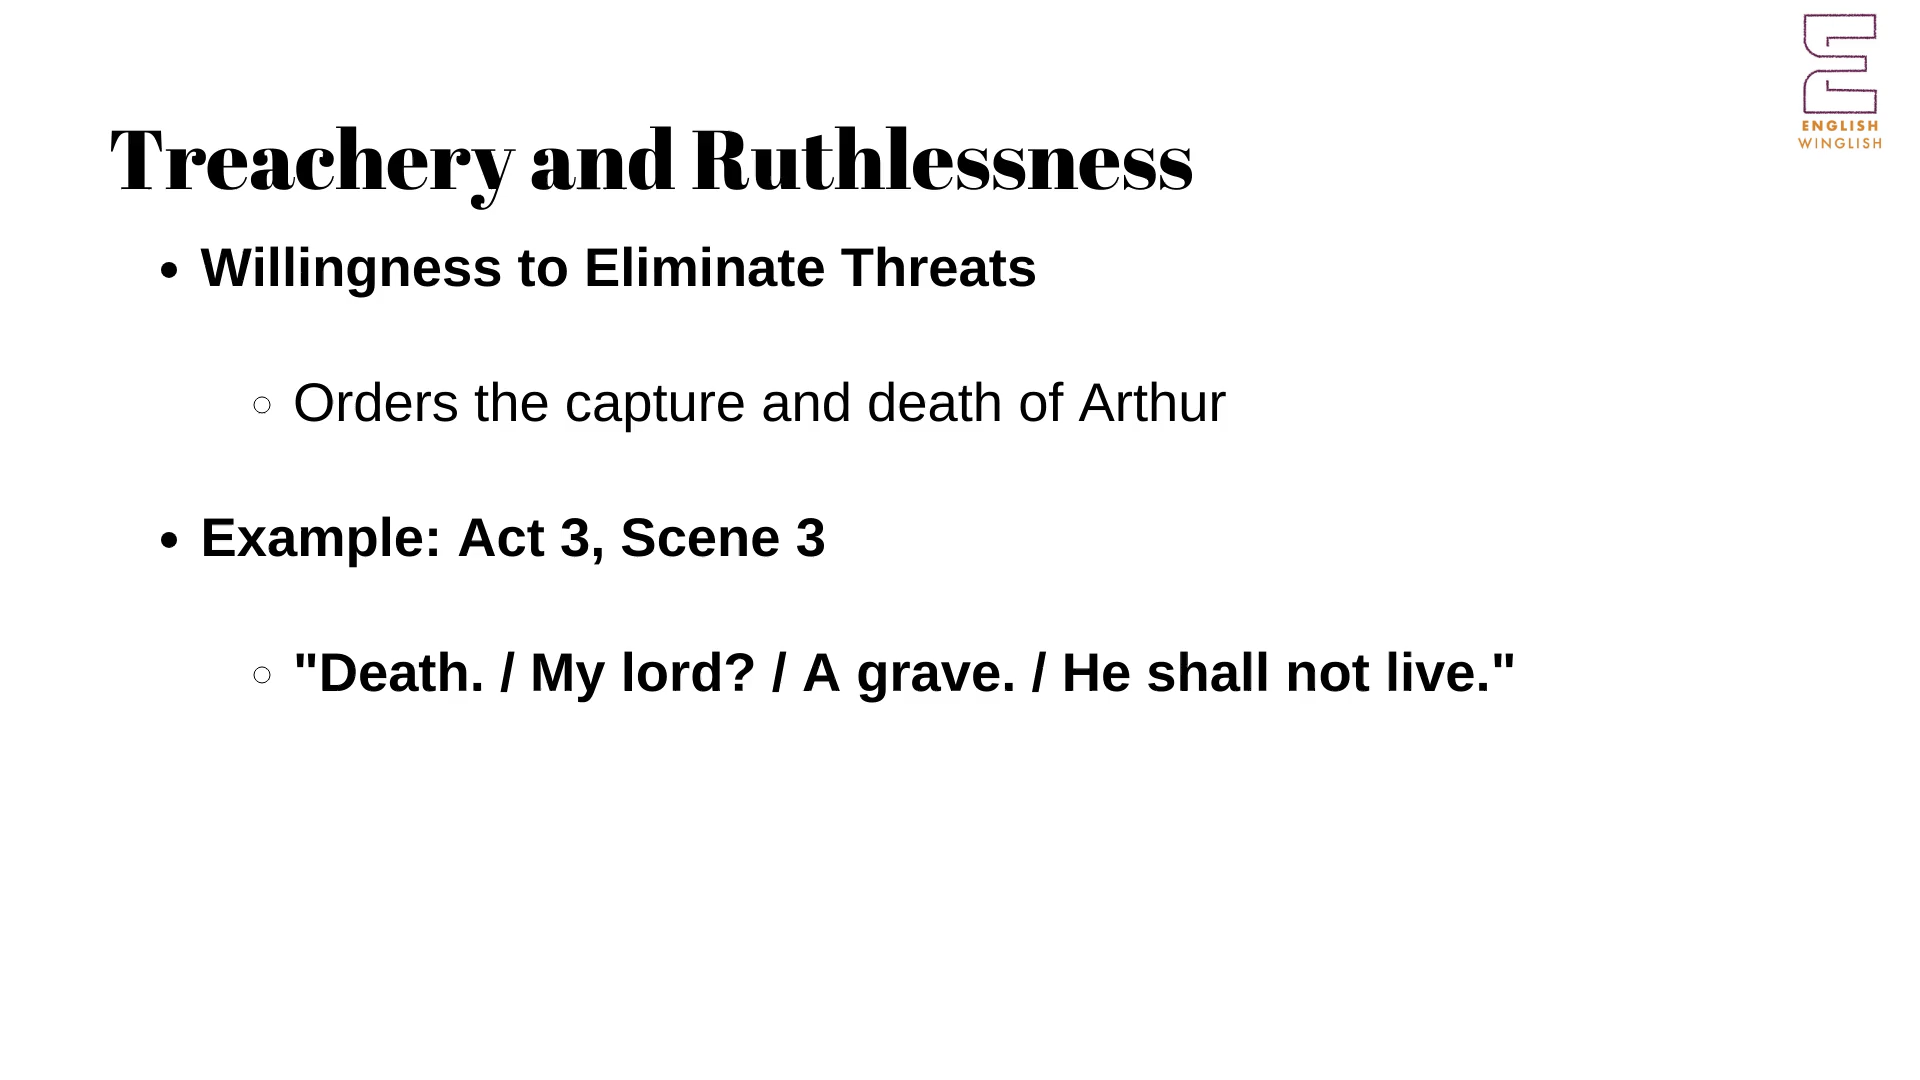 ENGLISH
WINGLISH
Treachery and Ruthlessness
• Willingness to Eliminate Threats
◦ Orders the capture and death of Arthur
• Example: Act 3, Scene 3
◦ "Death. / My lord? / A grave. / He shall not live."